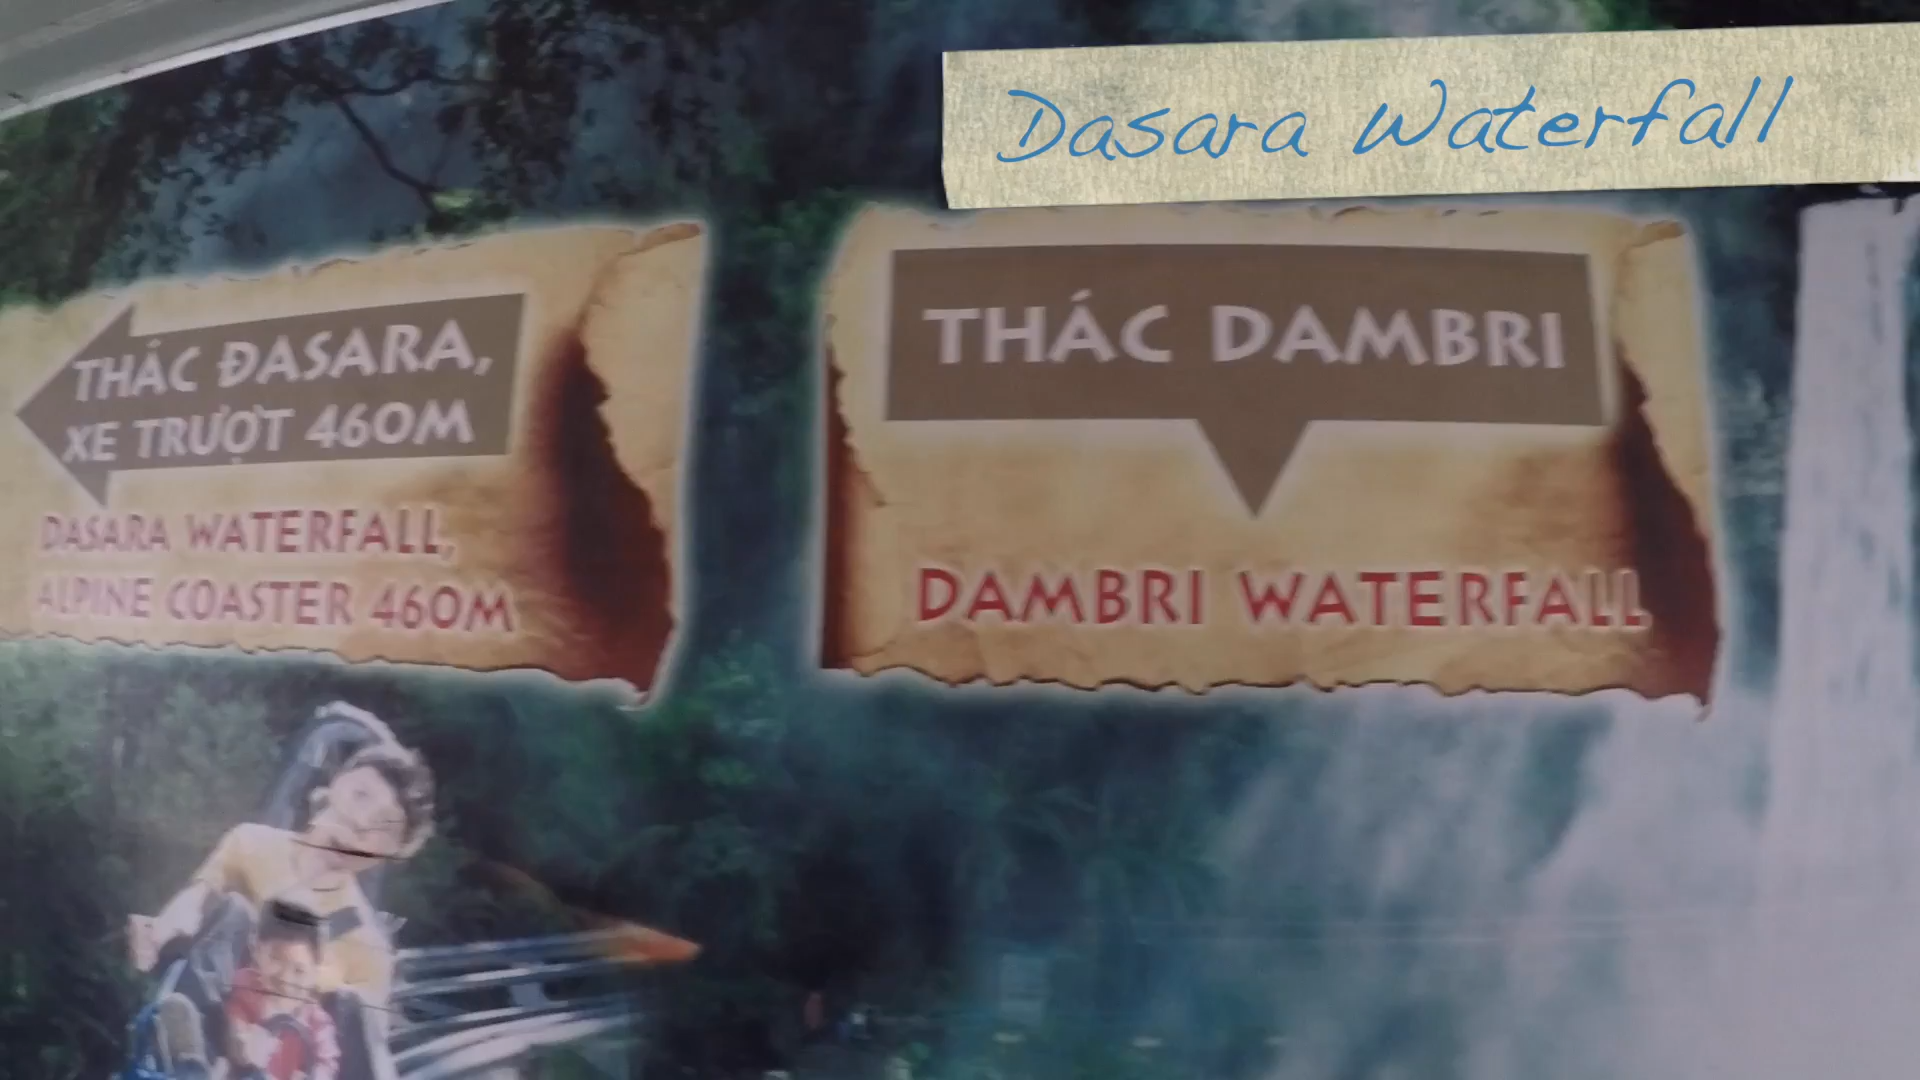 Dasara Waterfall
THÁC ĐASARA,
XE TRƯỢT 460M
DASARA WATERFALL,
ALPINE COASTER 460M
THÁC DAMBRI
DAMBRI WATERFALL